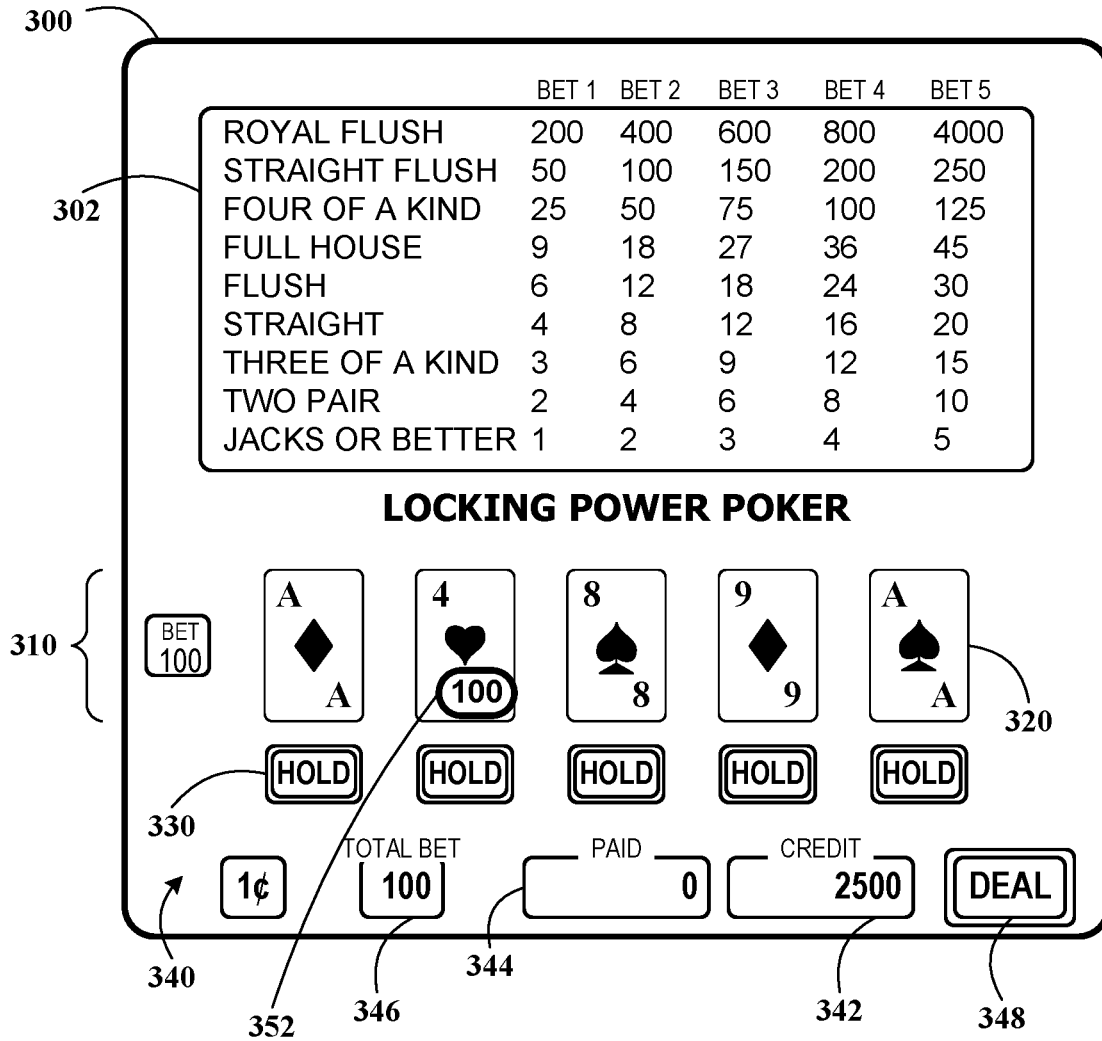 300
BET 1 BET 2 BET 3 BET 4 BET 5
ROYAL FLUSH 200 400 600 800 4000
STRAIGHT FLUSH 50 100 150 200 250
302
FOUR OF A KIND 25 50 75 100 125
FULL HOUSE 9 18 27 36 45
FLUSH 6 12 18 24 30
STRAIGHT 4 8 12 16 20
THREE OF A KIND 3 6 9 12 15
TWO PAIR 2 4 6 8 10
JACKS OR BETTER 1 2 3 4 5
LOCKING POWER POKER
A 4 8 9 A
310
BET
100
A 100 8 9 A
320
HOLD HOLD HOLD HOLD HOLD
330
TOTAL BET PAID CREDIT
1¢ 100 0 2500 DEAL
340 352 346 344 342 348